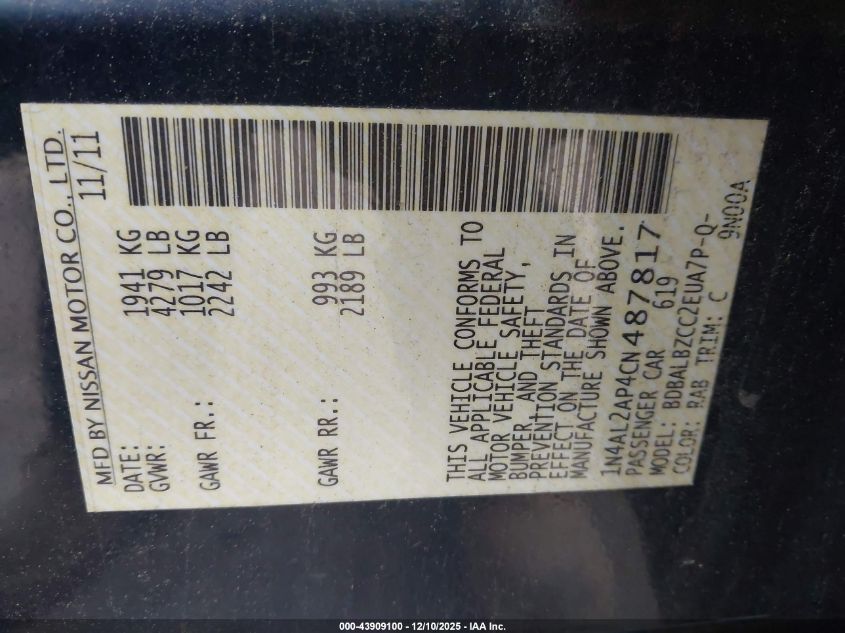 MFD BY NISSAN MOTOR CO., LTD.
DATE: 11/11
GVWR: 1941 KG
4279 LB
GAWR FR.: 1017 KG
2242 LB
GAWR RR.: 993 KG
2189 LB
THIS VEHICLE CONFORMS TO
ALL APPLICABLE FEDERAL
MOTOR VEHICLE SAFETY,
BUMPER, AND THEFT
PREVENTION STANDARDS IN
EFFECT ON THE DATE OF
MANUFACTURE SHOWN ABOVE.
1N4AL2AP4CN487817
PASSENGER CAR 619
MODEL: BDBALBZCC2EUA7P-Q-
COLOR: RAB TRIM: C 9N00A
000-43909100 - 12/10/2025 - IAA Inc.